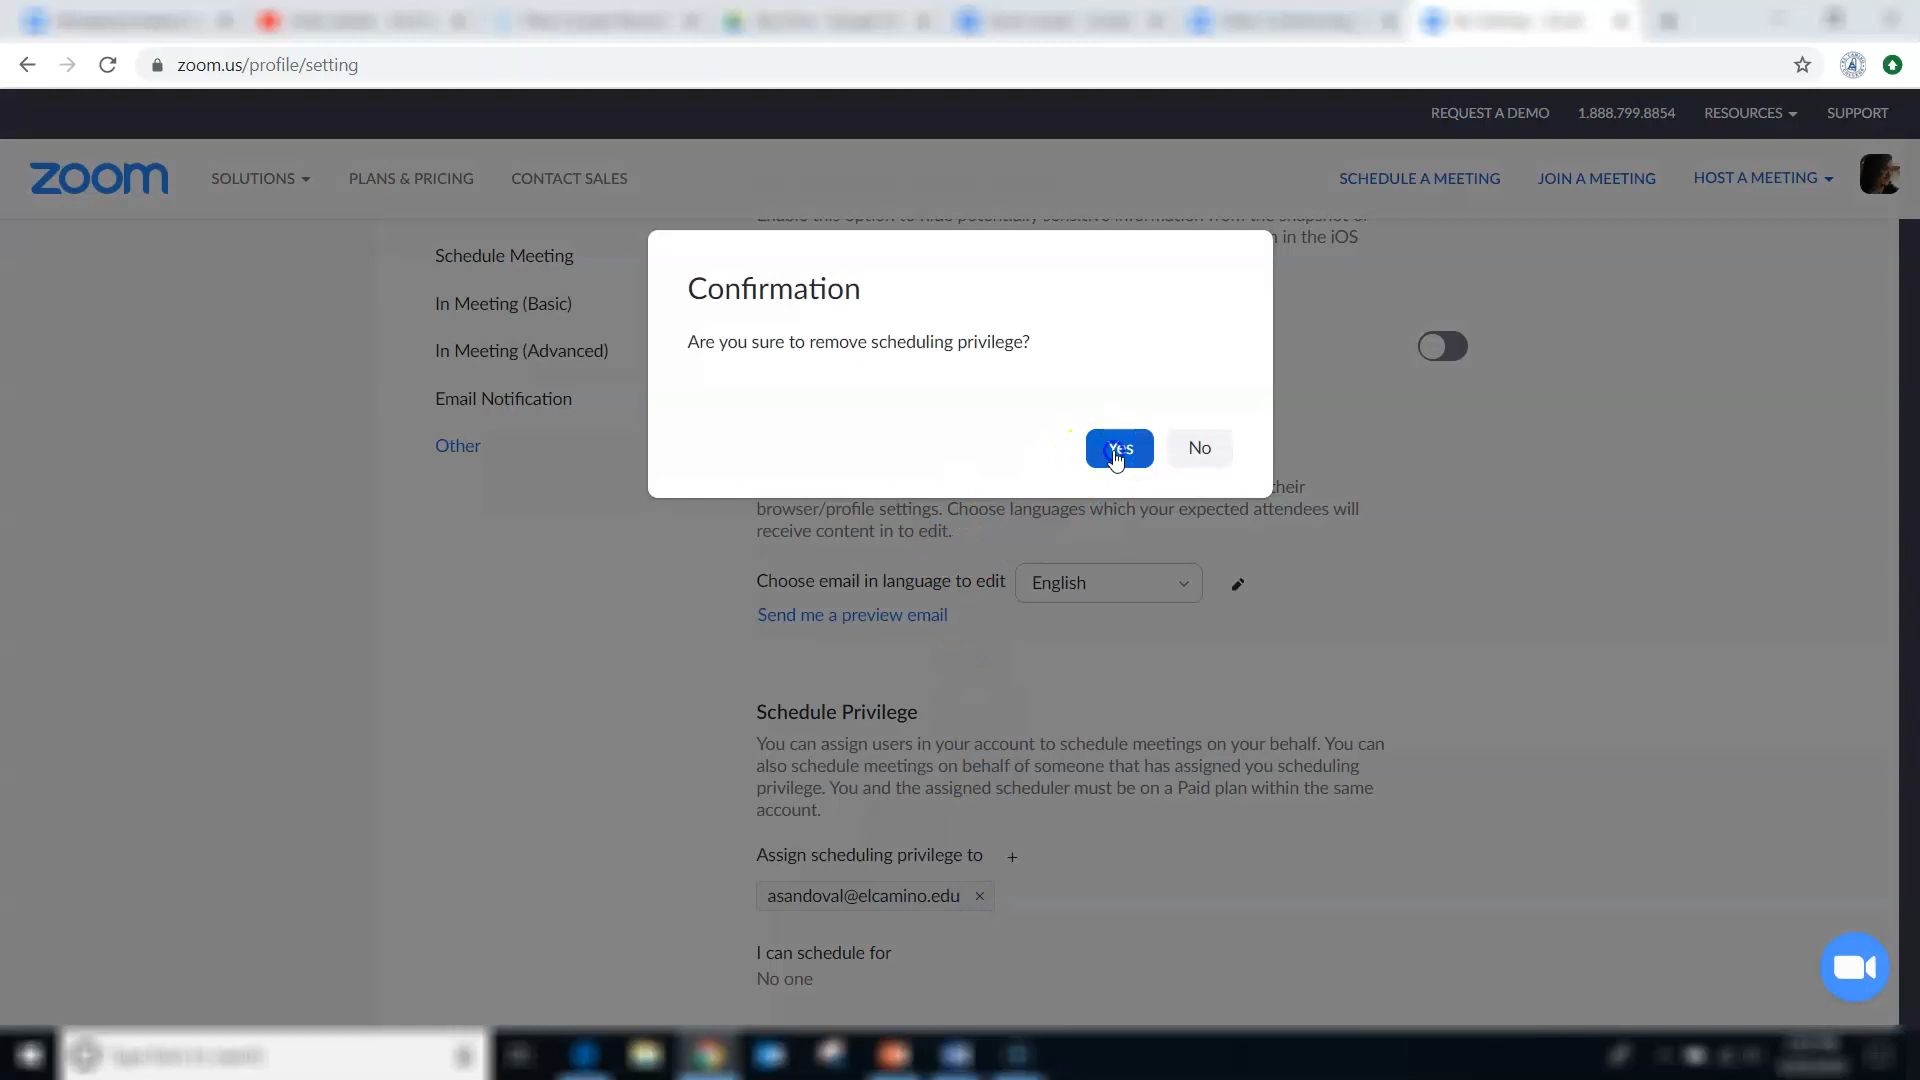 zoom.us/profile/setting
REQUEST A DEMO 1.888.799.8854 RESOURCES SUPPORT
zoom SOLUTIONS PLANS & PRICING CONTACT SALES SCHEDULE A MEETING JOIN A MEETING HOST A MEETING
in the iOS
Schedule Meeting
In Meeting (Basic)
In Meeting (Advanced)
Email Notification
Other
Confirmation
Are you sure to remove scheduling privilege?
Yes No
their
browser/profile settings. Choose languages which your expected attendees will
receive content in to edit.
Choose email in language to edit English
Send me a preview email
Schedule Privilege
You can assign users in your account to schedule meetings on your behalf. You can
also schedule meetings on behalf of someone that has assigned you scheduling
privilege. You and the assigned scheduler must be on a Paid plan within the same
account.
Assign scheduling privilege to +
asandoval@elcamino.edu ×
I can schedule for
No one